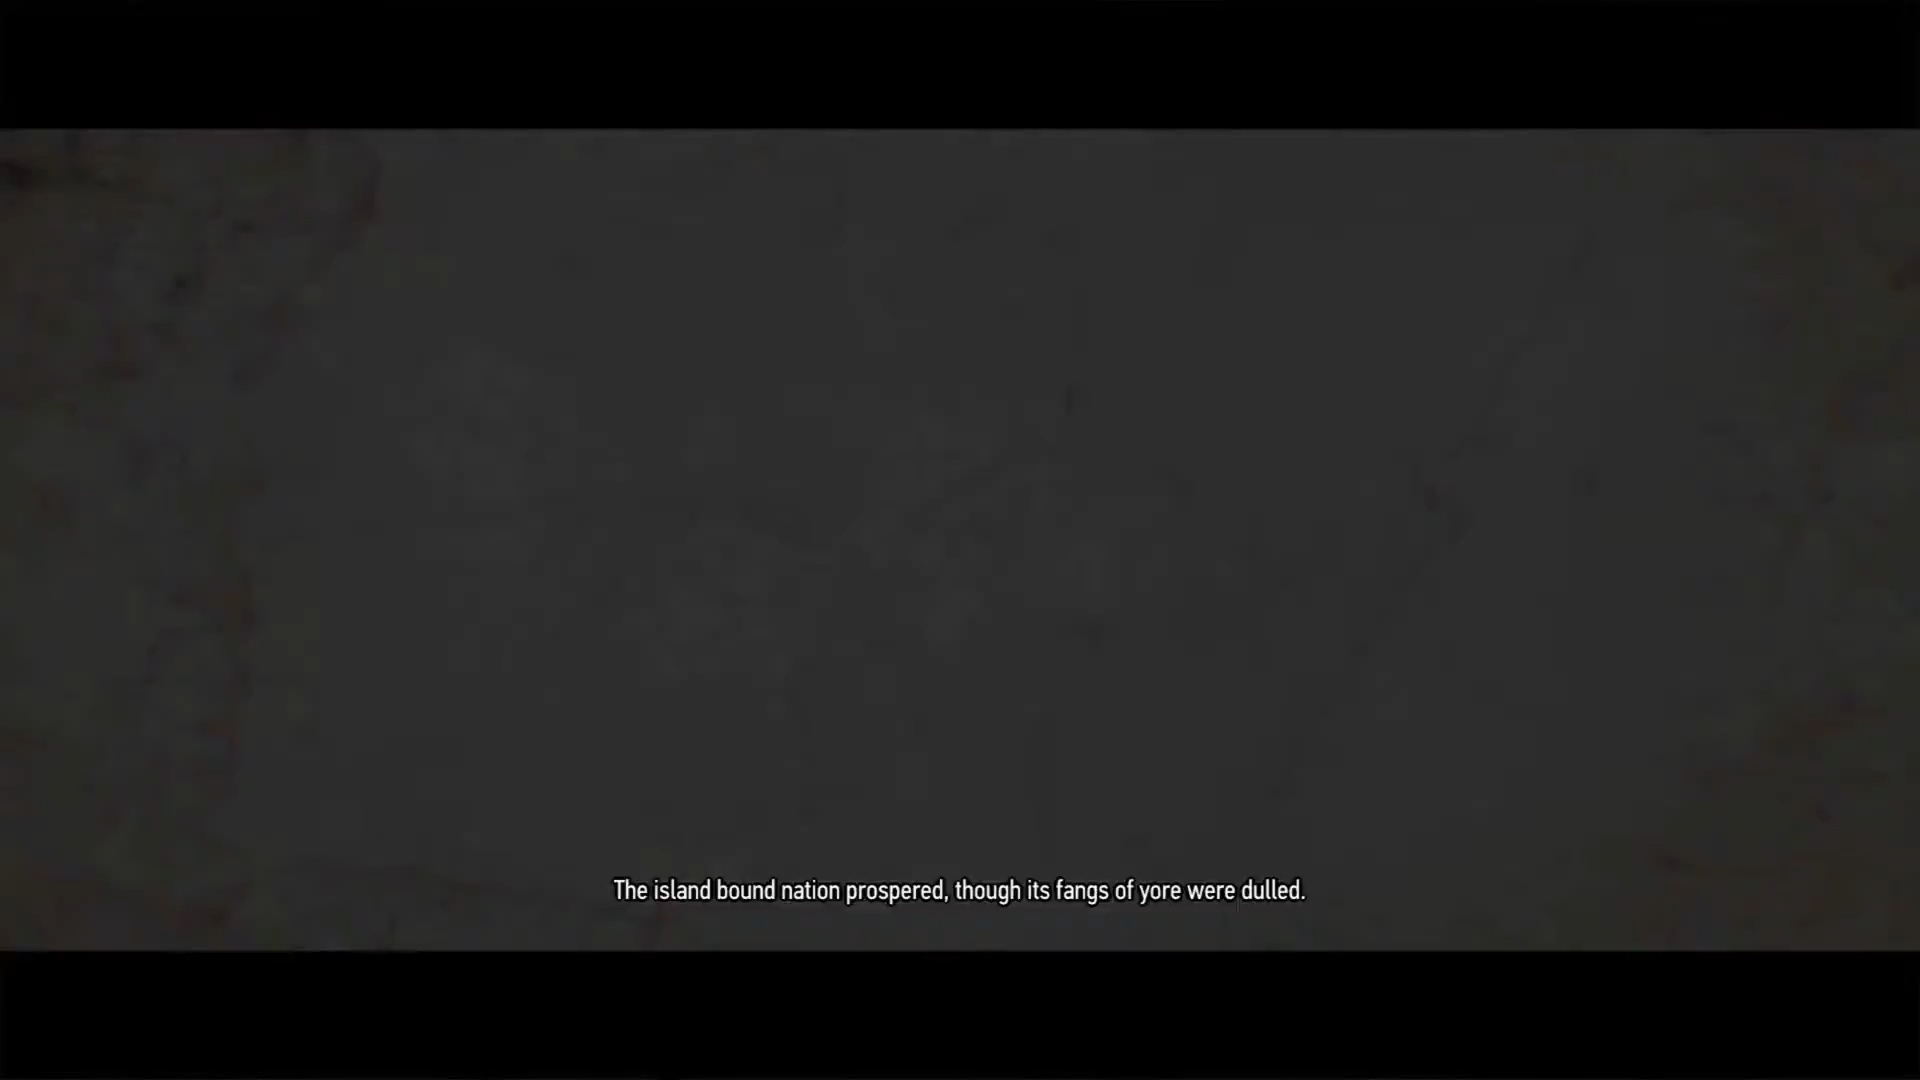 The island bound nation prospered, though its fangs of yore were dulled.